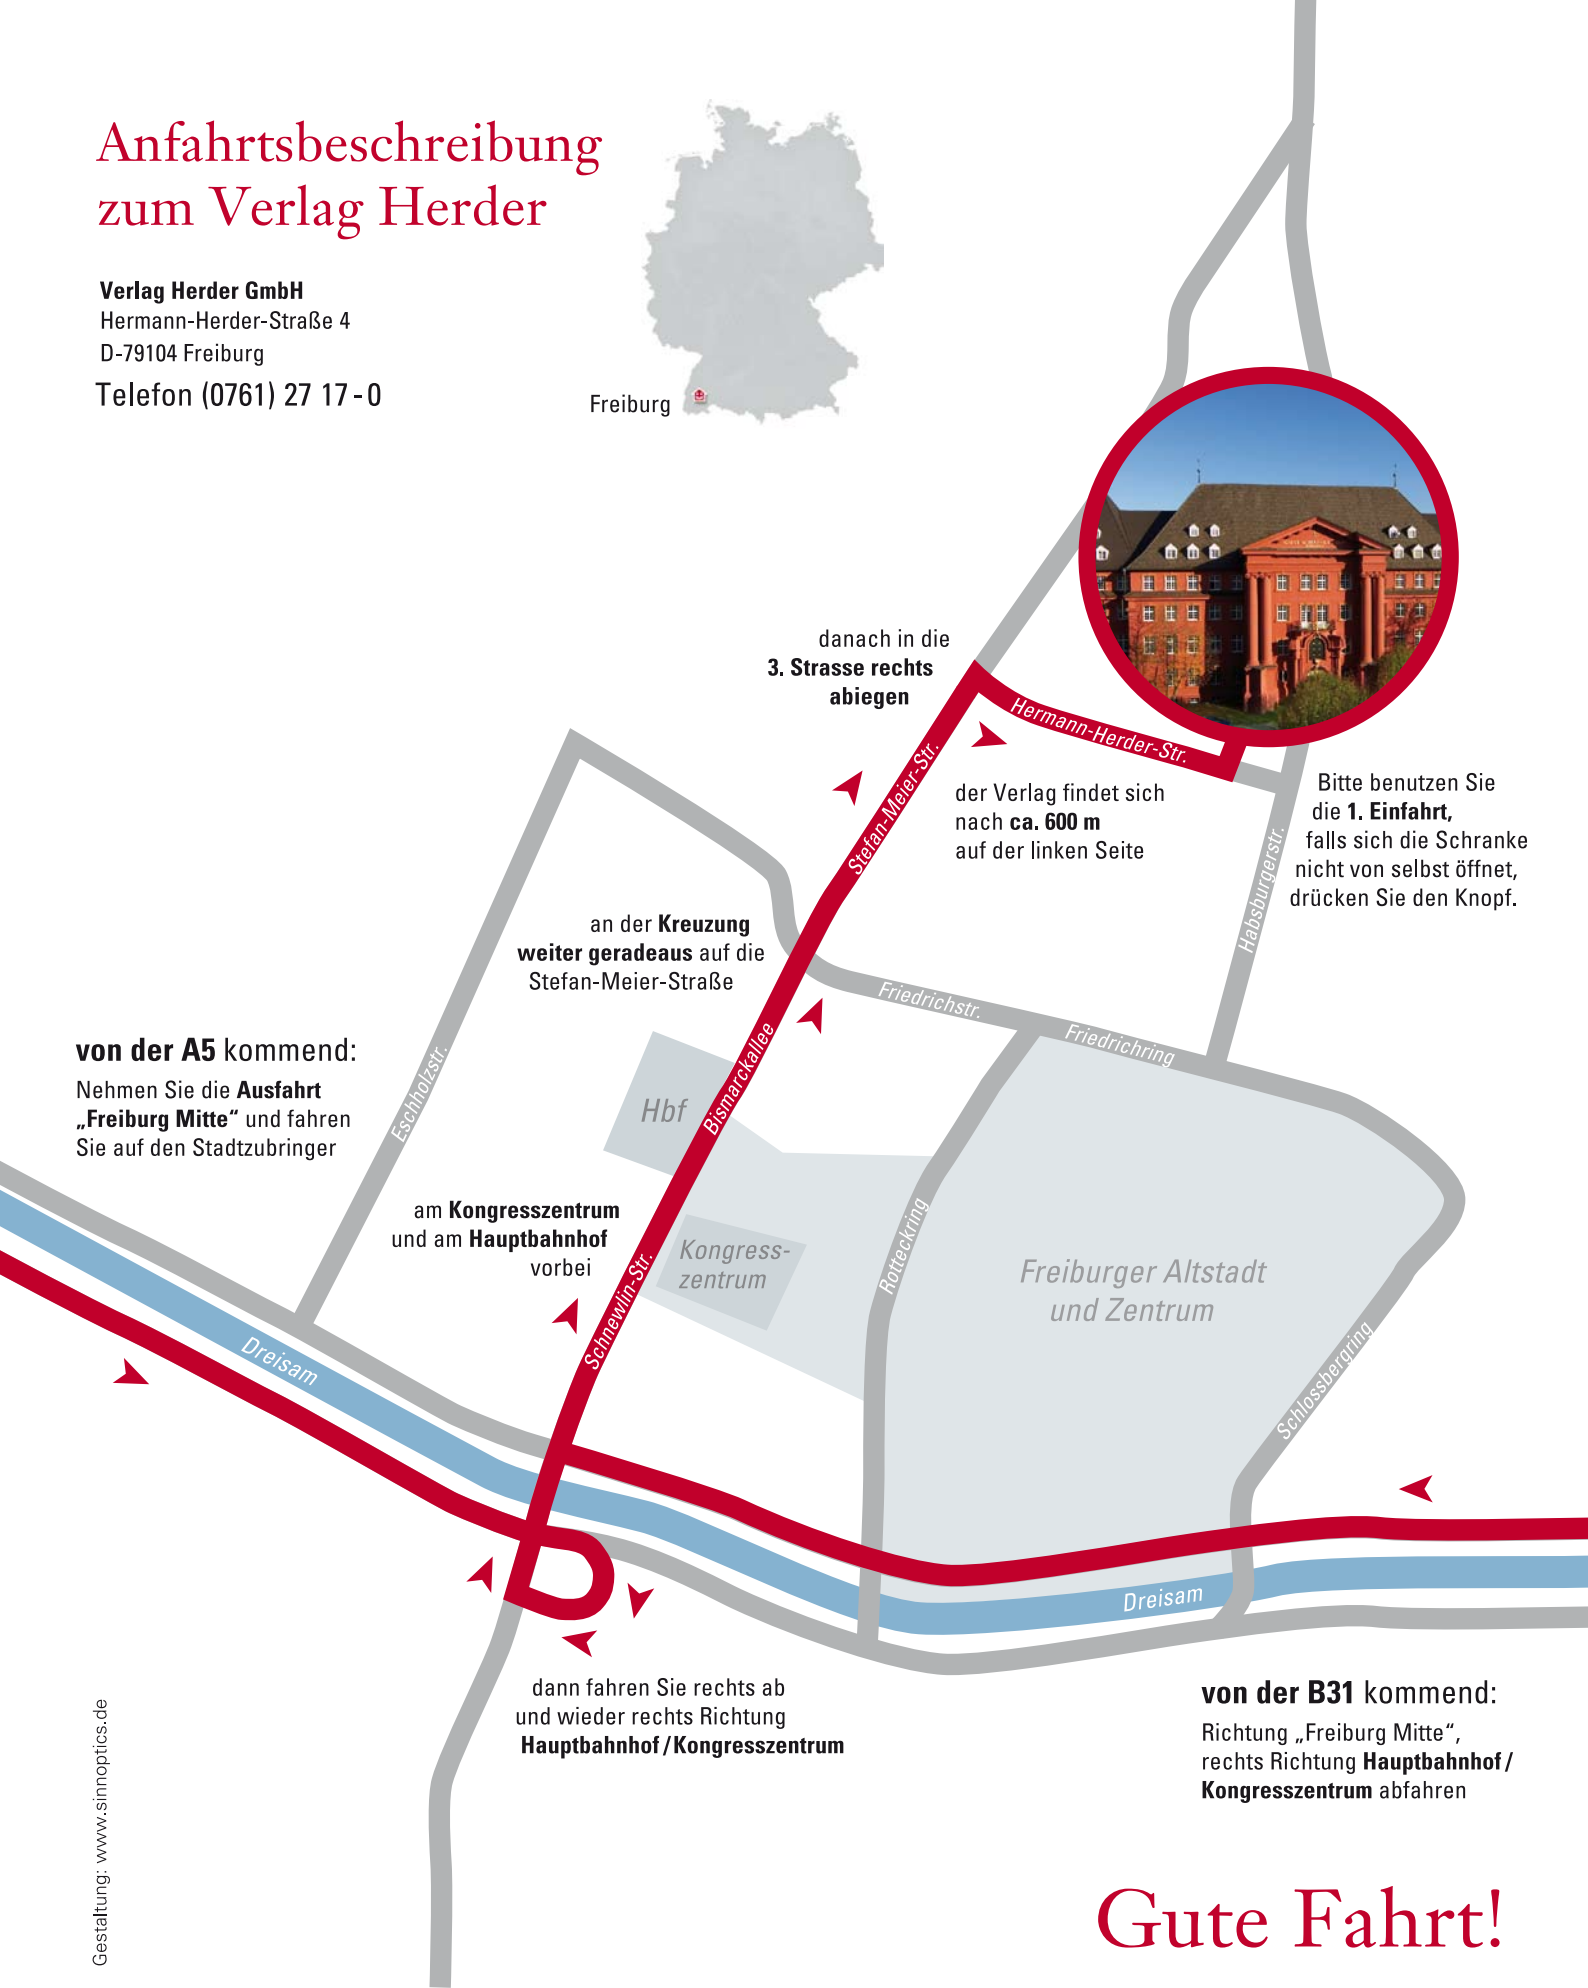 Anfahrtsbeschreibung
zum Verlag Herder
Verlag Herder GmbH
Hermann-Herder-Straße 4
D-79104 Freiburg
Telefon (0761) 27 17-0
Freiburg
danach in die
3. Strasse rechts
abiegen
Hermann-Herder-Str.
Stefan-Meier-Str.
der Verlag findet sich
nach ca. 600 m
auf der linken Seite
Bitte benutzen Sie
die 1. Einfahrt,
falls sich die Schranke
nicht von selbst öffnet,
drücken Sie den Knopf.
Habsburgerstr.
an der Kreuzung
weiter geradeaus auf die
Stefan-Meier-Straße
Friedrichstr.
Friedrichring
Bismarckallee
Eschholzstr.
Hbf
von der A5 kommend:
Nehmen Sie die Ausfahrt
„Freiburg Mitte“ und fahren
Sie auf den Stadtzubringer
am Kongresszentrum
und am Hauptbahnhof
vorbei
Schnewlin-Str.
Kongress-
zentrum
Rotteckring
Freiburger Altstadt
und Zentrum
Schlossbergring
Dreisam
Dreisam
dann fahren Sie rechts ab
und wieder rechts Richtung
Hauptbahnhof/Kongresszentrum
von der B31 kommend:
Richtung „Freiburg Mitte“,
rechts Richtung Hauptbahnhof/
Kongresszentrum abfahren
Gestaltung: www.sinnoptics.de
Gute Fahrt!